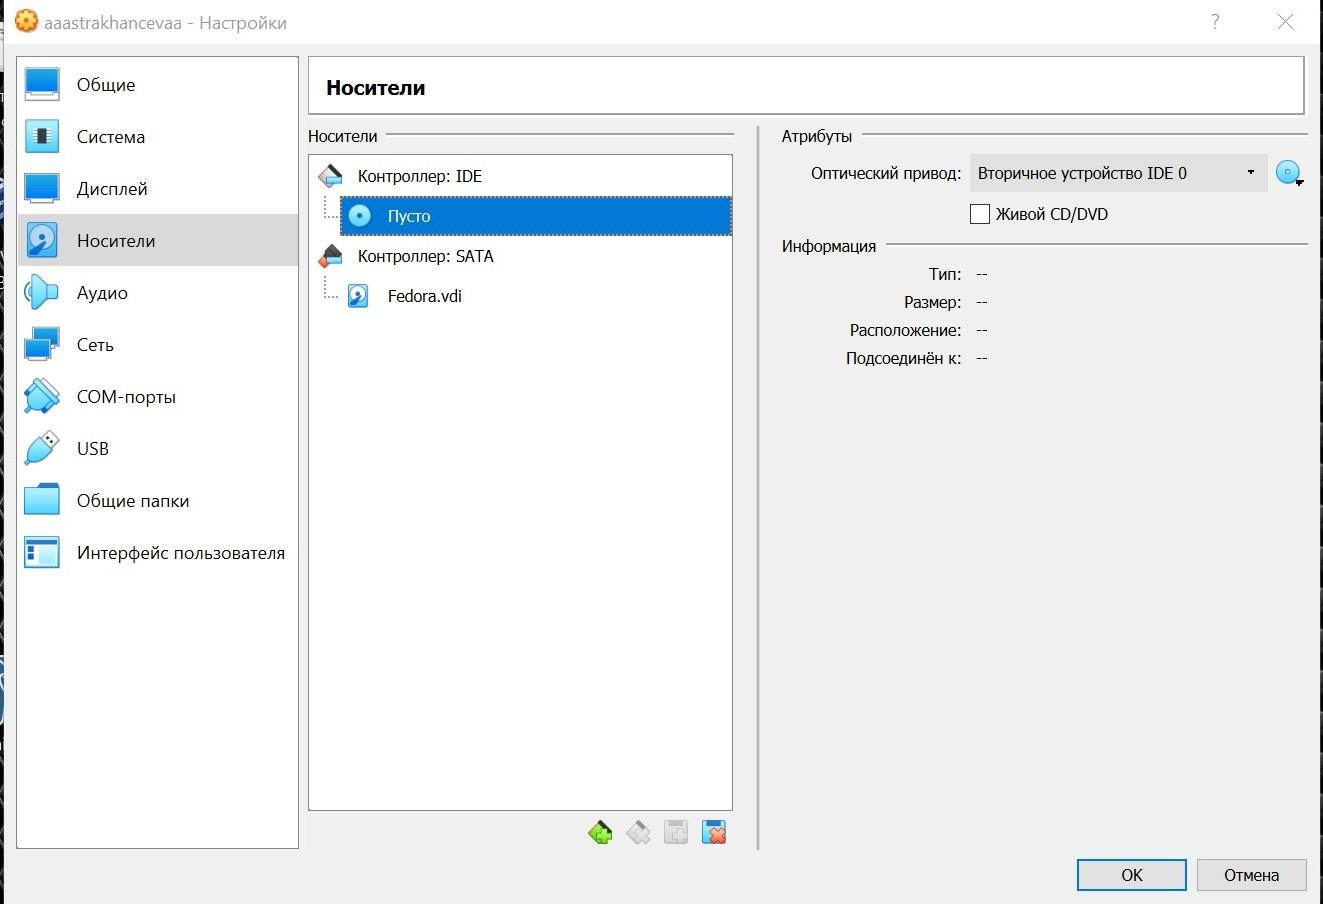 aaastrakhancevaa - Настройки
?
Общие
Система
Дисплей
Носители
Аудио
Сеть
COM-порты
USB
Общие папки
Интерфейс пользователя
Носители
Носители
Контроллер: IDE
Пусто
Контроллер: SATA
Fedora.vdi
Атрибуты
Оптический привод: Вторичное устройство IDE 0
Живой CD/DVD
Информация
Тип: --
Размер: --
Расположение: --
Подсоединён к: --
OK
Отмена